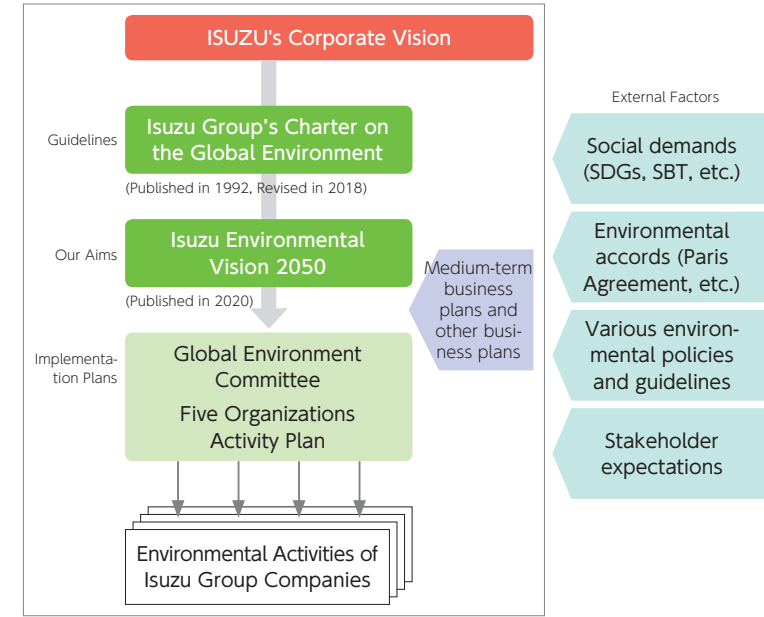 ISUZU's Corporate Vision
Guidelines
Isuzu Group's Charter on
the Global Environment
(Published in 1992, Revised in 2018)
Our Aims
Isuzu Environmental
Vision 2050
(Published in 2020)
Implementa-
tion Plans
Global Environment
Committee
Five Organizations
Activity Plan
Medium-term
business
plans and
other busi-
ness plans
Environmental Activities of
Isuzu Group Companies
External Factors
Social demands
(SDGs, SBT, etc.)
Environmental
accords (Paris
Agreement, etc.)
Various environ-
mental policies
and guidelines
Stakeholder
expectations